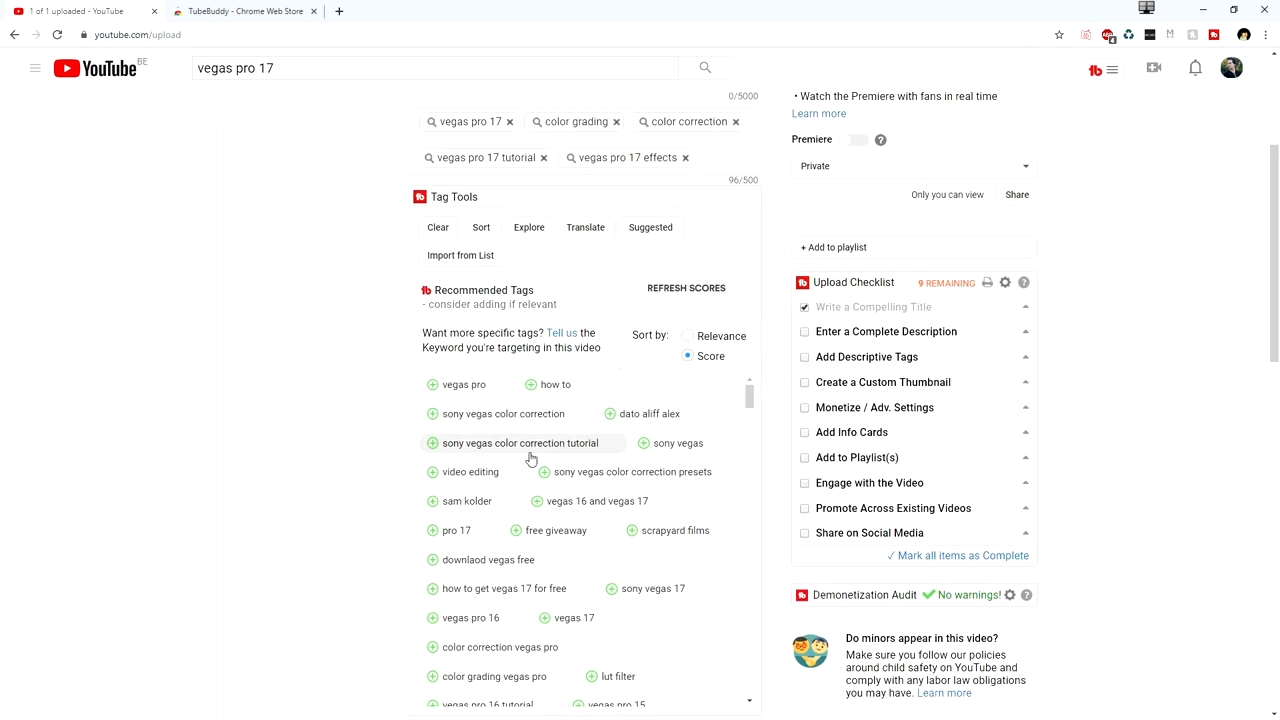 1 of 1 uploaded - YouTube
TubeBuddy - Chrome Web Store
youtube.com/upload
YouTube BE
vegas pro 17
0/5000
vegas pro 17
color grading
color correction
vegas pro 17 tutorial
vegas pro 17 effects
96/500
Tag Tools
Clear
Sort
Explore
Translate
Suggested
Import from List
Recommended Tags
- consider adding if relevant
REFRESH SCORES
Want more specific tags? Tell us the
Keyword you're targeting in this video
Sort by:
Relevance
Score
vegas pro
how to
sony vegas color correction
dato aliff alex
sony vegas color correction tutorial
sony vegas
video editing
sony vegas color correction presets
sam kolder
vegas 16 and vegas 17
pro 17
free giveaway
scrapyard films
downlaod vegas free
how to get vegas 17 for free
sony vegas 17
vegas pro 16
vegas 17
color correction vegas pro
color grading vegas pro
lut filter
vegas pro 16 tutorial
vegas pro 15
• Watch the Premiere with fans in real time
Learn more
Premiere
Private
Only you can view
Share
+ Add to playlist
Upload Checklist
9 REMAINING
Write a Compelling Title
Enter a Complete Description
Add Descriptive Tags
Create a Custom Thumbnail
Monetize / Adv. Settings
Add Info Cards
Add to Playlist(s)
Engage with the Video
Promote Across Existing Videos
Share on Social Media
✓ Mark all items as Complete
Demonetization Audit
No warnings!
Do minors appear in this video?
Make sure you follow our policies
around child safety on YouTube and
comply with any labor law obligations
you may have. Learn more